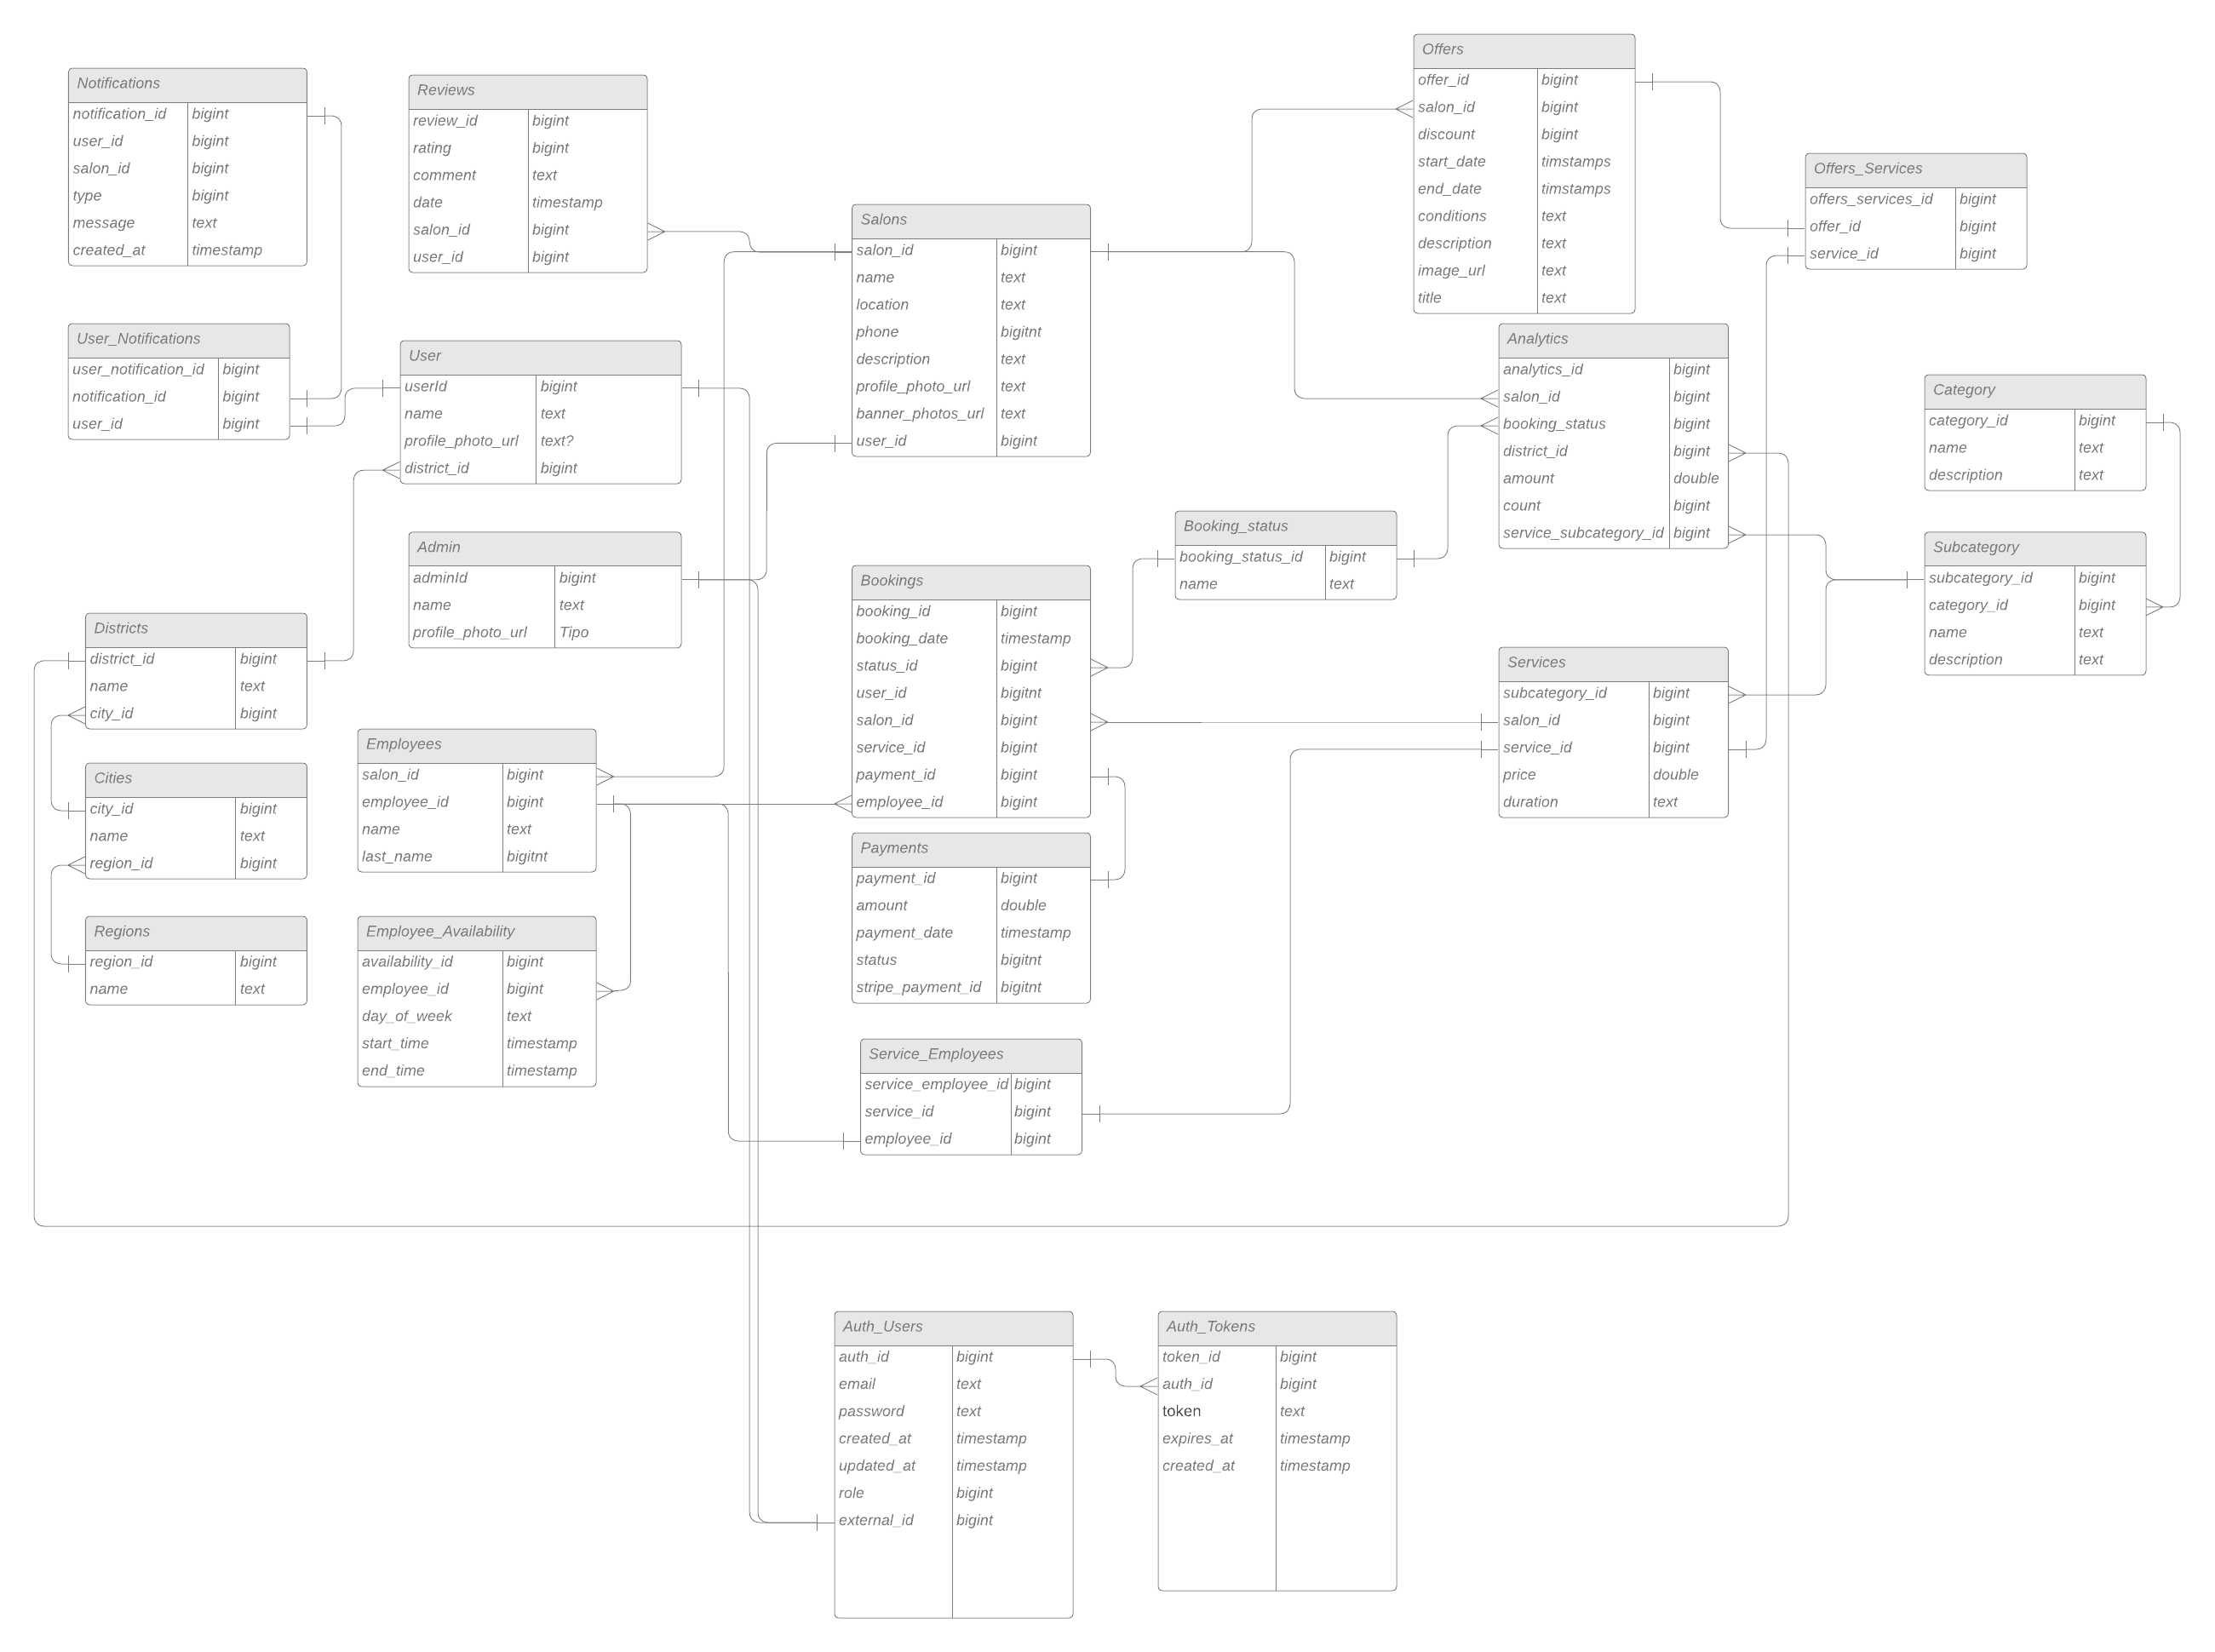 Notifications
notification_id bigint
user_id bigint
salon_id bigint
type bigint
message text
created_at timestamp
Reviews
review_id bigint
rating bigint
comment text
date timestamp
salon_id bigint
user_id bigint
Salons
salon_id bigint
name text
location text
phone bigitnt
description text
profile_photo_url text
banner_photos_url text
user_id bigint
Offers
offer_id bigint
salon_id bigint
discount bigint
start_date timstamps
end_date timstamps
conditions text
description text
image_url text
title text
Offers_Services
offers_services_id bigint
offer_id bigint
service_id bigint
User_Notifications
user_notification_id bigint
notification_id bigint
user_id bigint
User
userId bigint
name text
profile_photo_url text?
district_id bigint
Analytics
analytics_id bigint
salon_id bigint
booking_status bigint
district_id bigint
amount double
count bigint
service_subcategory_id bigint
Category
category_id bigint
name text
description text
Admin
adminId bigint
name text
profile_photo_url Tipo
Booking_status
booking_status_id bigint
name text
Subcategory
subcategory_id bigint
category_id bigint
name text
description text
Bookings
booking_id bigint
booking_date timestamp
status_id bigint
user_id bigitnt
salon_id bigint
service_id bigint
payment_id bigint
employee_id bigint
Districts
district_id bigint
name text
city_id bigint
Services
subcategory_id bigint
salon_id bigint
service_id bigint
price double
duration text
Employees
salon_id bigint
employee_id bigint
name text
last_name bigitnt
Cities
city_id bigint
name text
region_id bigint
Payments
payment_id bigint
amount double
payment_date timestamp
status bigitnt
stripe_payment_id bigitnt
Regions
region_id bigint
name text
Employee_Availability
availability_id bigint
employee_id bigint
day_of_week text
start_time timestamp
end_time timestamp
Service_Employees
service_employee_id bigint
service_id bigint
employee_id bigint
Auth_Users
auth_id bigint
email text
password text
created_at timestamp
updated_at timestamp
role bigint
external_id bigint
Auth_Tokens
token_id bigint
auth_id bigint
token text
expires_at timestamp
created_at timestamp